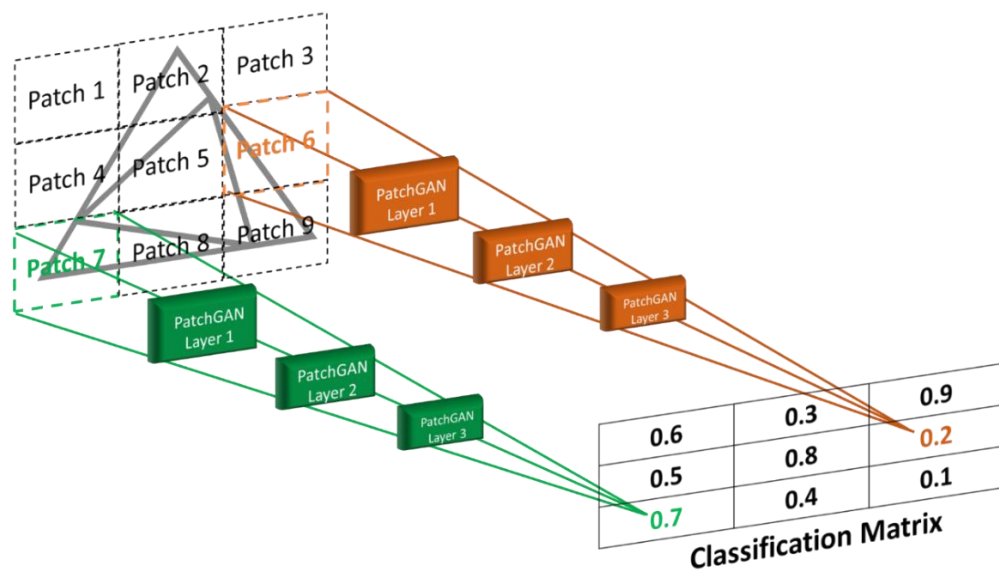 Patch 1
Patch 2
Patch 3
Patch 4
Patch 5
Patch 6
Patch 7
Patch 8
Patch 9
PatchGAN
Layer 1
PatchGAN
Layer 2
PatchGAN
Layer 3
PatchGAN
Layer 1
PatchGAN
Layer 2
PatchGAN
Layer 3
0.6 0.3 0.9
0.5 0.8 0.2
0.7 0.4 0.1
Classification Matrix